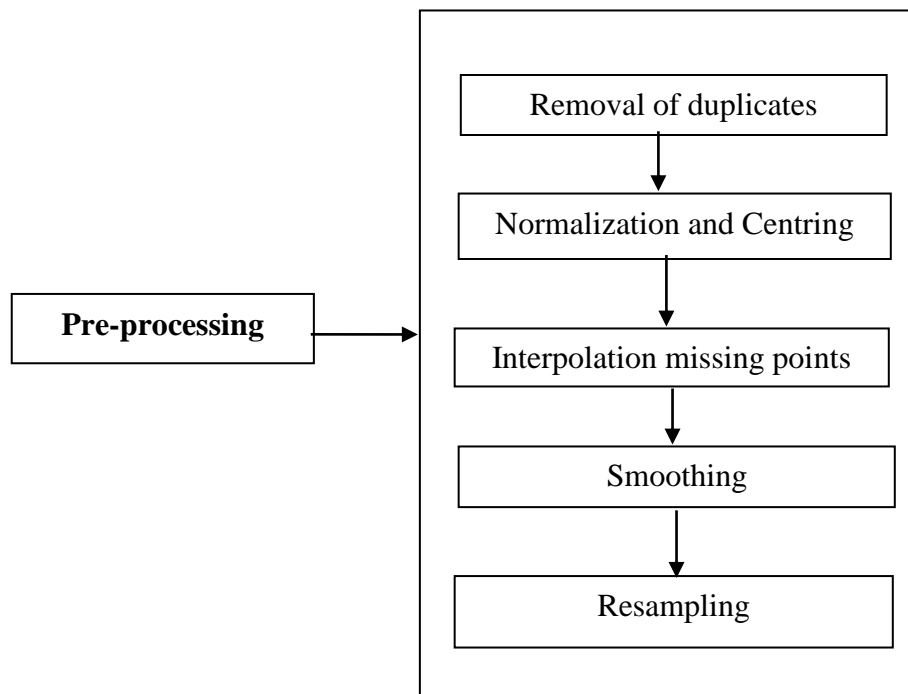 Pre-processing
Removal of duplicates
Normalization and Centring
Interpolation missing points
Smoothing
Resampling